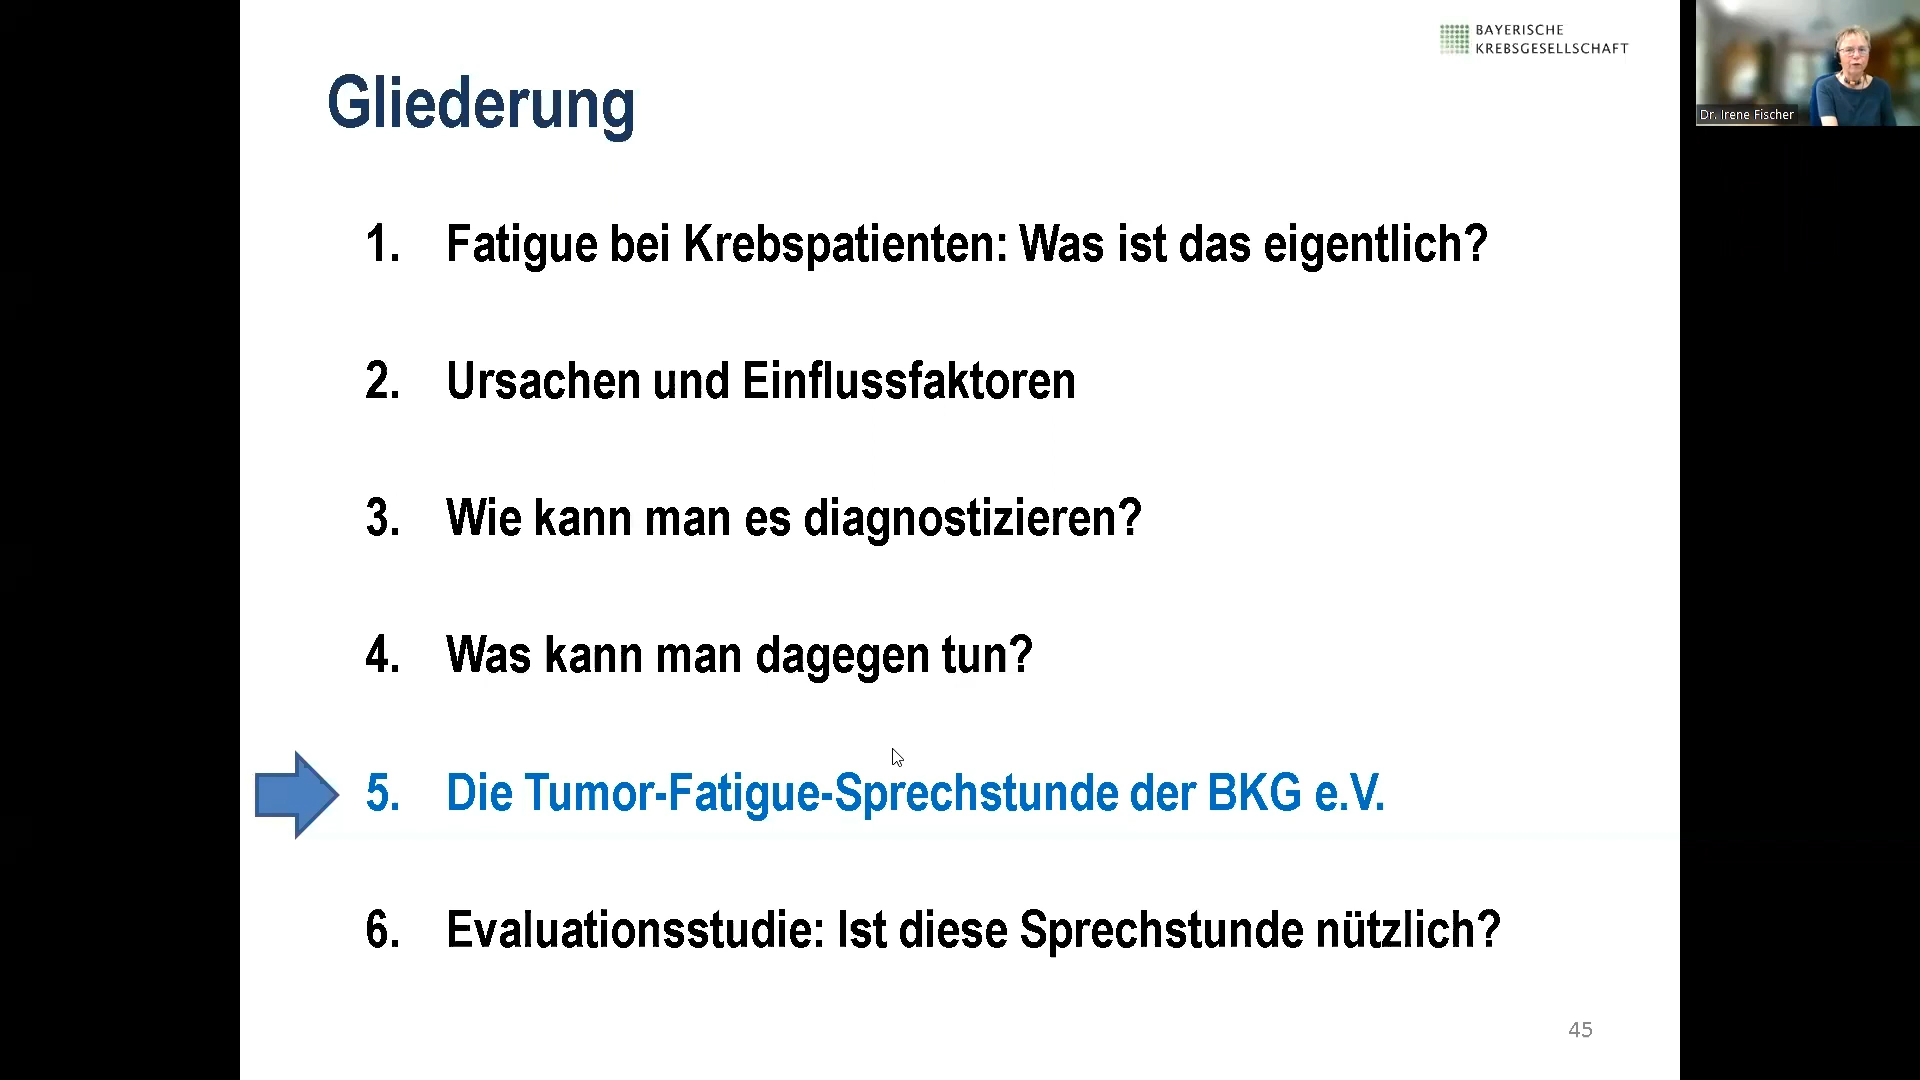 BAYERISCHE
KREBSGESELLSCHAFT
Dr. Irene Fischer
Gliederung
1. Fatigue bei Krebspatienten: Was ist das eigentlich?
2. Ursachen und Einflussfaktoren
3. Wie kann man es diagnostizieren?
4. Was kann man dagegen tun?
5. Die Tumor-Fatigue-Sprechstunde der BKG e.V.
6. Evaluationsstudie: Ist diese Sprechstunde nützlich?
45